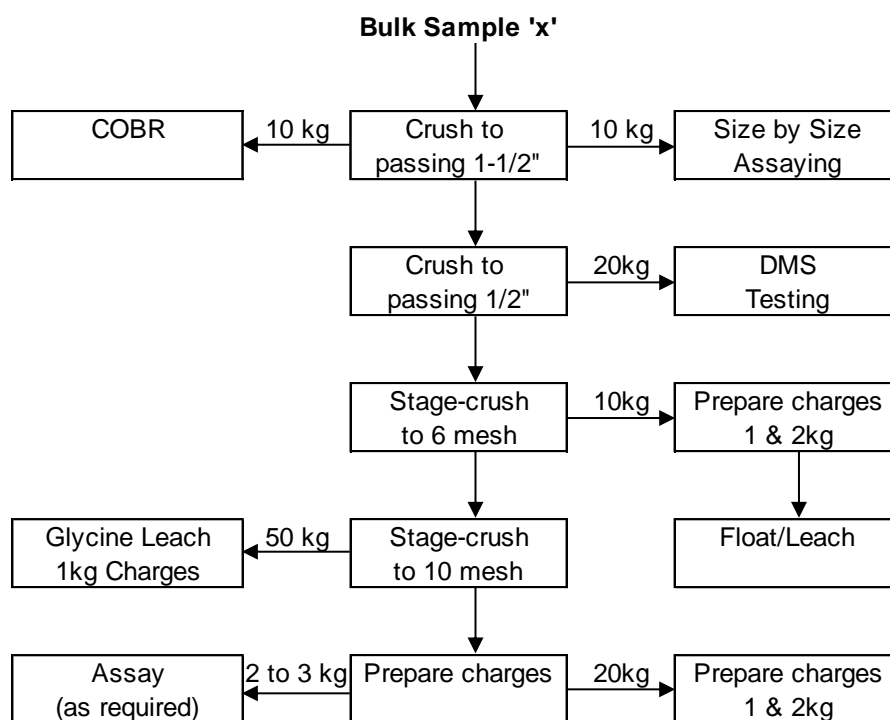 Bulk Sample 'x'
COBR
10 kg
Crush to
passing 1-1/2"
10 kg
Size by Size
Assaying
Crush to
passing 1/2"
20kg
DMS
Testing
Stage-crush
to 6 mesh
10kg
Prepare charges
1 & 2kg
Glycine Leach
1kg Charges
50 kg
Stage-crush
to 10 mesh
Float/Leach
Assay
(as required)
2 to 3 kg
Prepare charges
20kg
Prepare charges
1 & 2kg